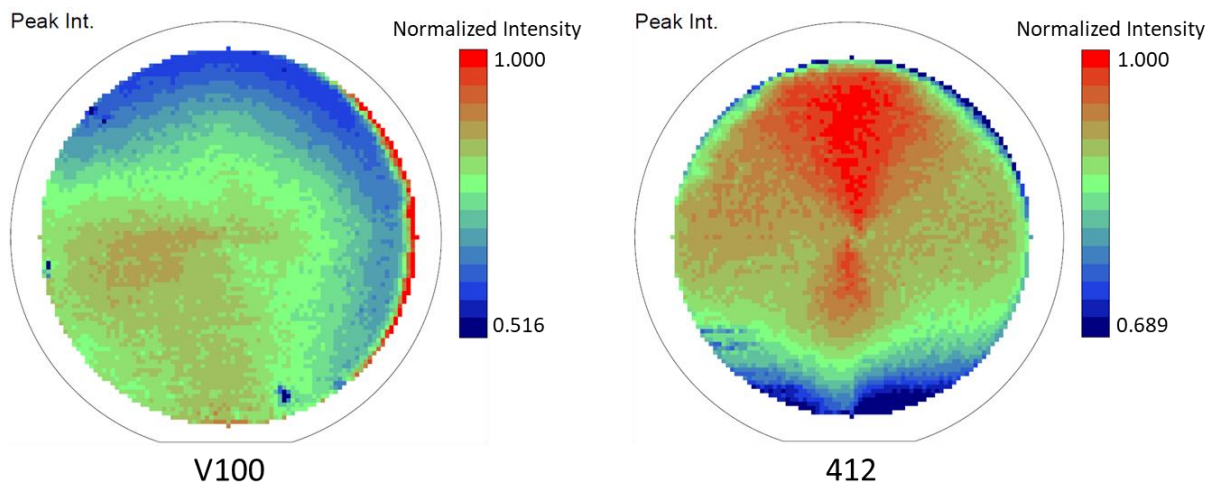 Peak Int.
Normalized Intensity
1.000
0.516
V100
Peak Int.
Normalized Intensity
1.000
0.689
412